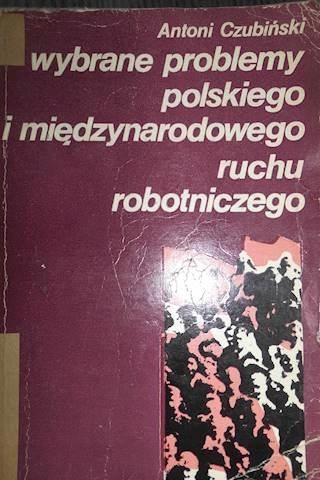 Antoni Czubiński
wybrane problemy
polskiego
i międzynarodowego
ruchu
robotniczego